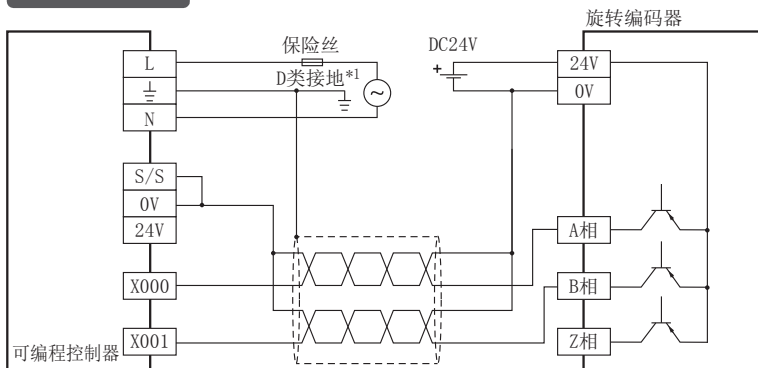 旋转编码器
保险丝
DC24V
L
D类接地*1
24V
0V
N
S/S
0V
24V
A相
X000
B相
X001
Z相
可编程控制器